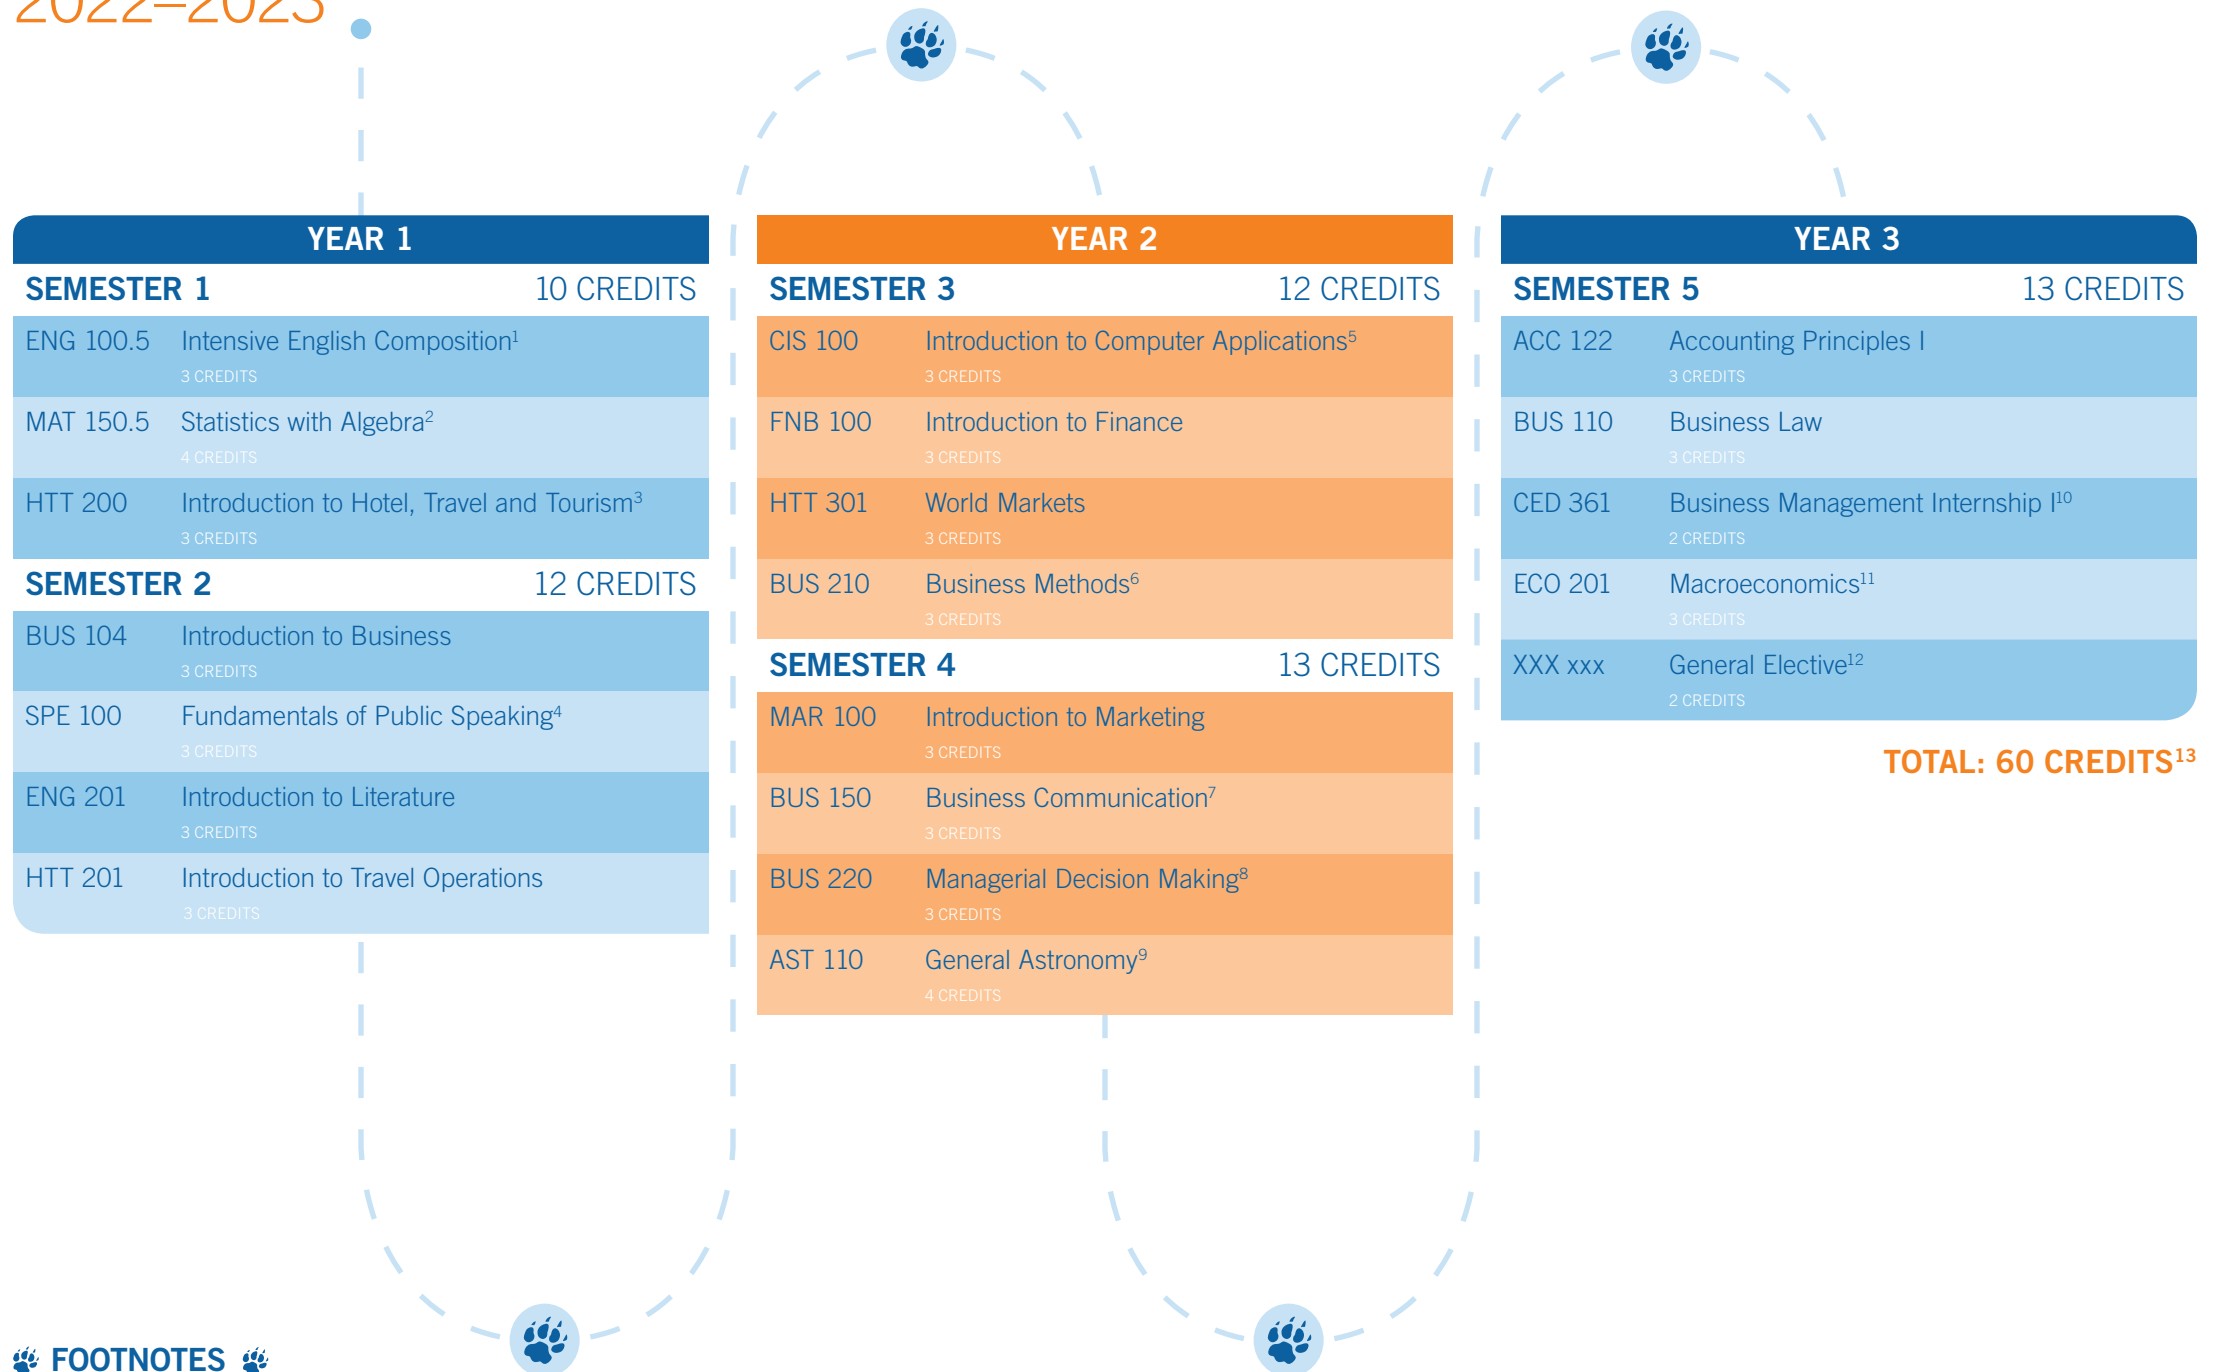 2022–2023
YEAR 1
SEMESTER 1 10 CREDITS
ENG 100.5 Intensive English Composition1
3 CREDITS
MAT 150.5 Statistics with Algebra2
4 CREDITS
HTT 200 Introduction to Hotel, Travel and Tourism3
3 CREDITS
SEMESTER 2 12 CREDITS
BUS 104 Introduction to Business
3 CREDITS
SPE 100 Fundamentals of Public Speaking4
3 CREDITS
ENG 201 Introduction to Literature
3 CREDITS
HTT 201 Introduction to Travel Operations
3 CREDITS
YEAR 2
SEMESTER 3 12 CREDITS
CIS 100 Introduction to Computer Applications5
3 CREDITS
FNB 100 Introduction to Finance
3 CREDITS
HTT 301 World Markets
3 CREDITS
BUS 210 Business Methods6
3 CREDITS
SEMESTER 4 13 CREDITS
MAR 100 Introduction to Marketing
3 CREDITS
BUS 150 Business Communication7
3 CREDITS
BUS 220 Managerial Decision Making8
3 CREDITS
AST 110 General Astronomy9
4 CREDITS
YEAR 3
SEMESTER 5 13 CREDITS
ACC 122 Accounting Principles I
3 CREDITS
BUS 110 Business Law
3 CREDITS
CED 361 Business Management Internship I10
2 CREDITS
ECO 201 Macroeconomics11
3 CREDITS
XXX xxx General Elective12
2 CREDITS
TOTAL: 60 CREDITS13
FOOTNOTES